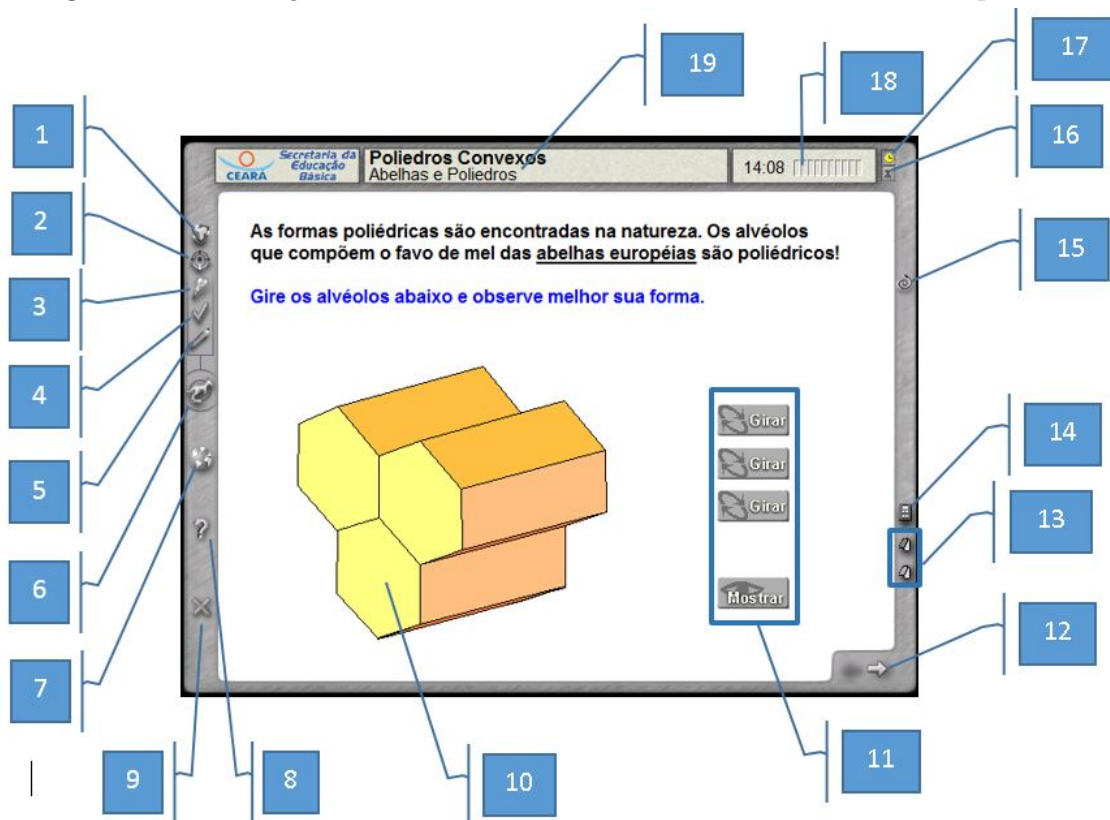 19
17
18
16
1
Secretaria da
Educação
Básica
CEARÁ
Poliedros Convexos
Abelhas e Poliedros
14:08
2
As formas poliédricas são encontradas na natureza. Os alvéolos
que compõem o favo de mel das abelhas européias são poliédricos!
15
3
Gire os alvéolos abaixo e observe melhor sua forma.
4
Girar
14
5
Girar
Girar
13
6
?
Mostrar
12
7
11
9
8
10